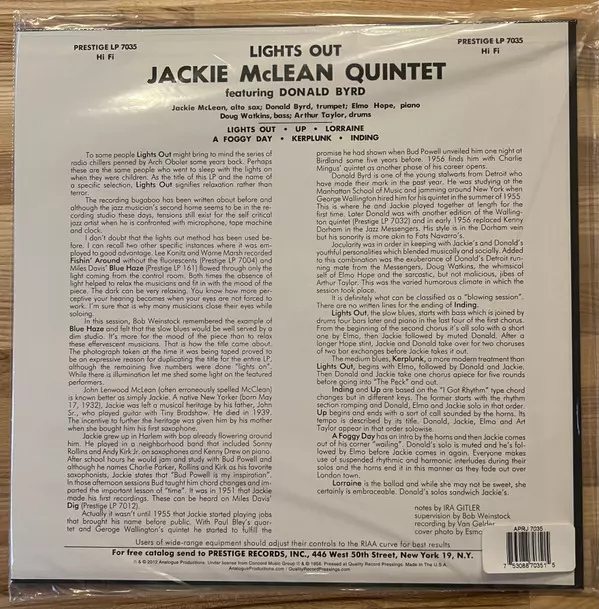 PRESTIGE LP 7035
Hi Fi
LIGHTS OUT
PRESTIGE LP 7035
Hi Fi
JACKIE McLEAN QUINTET
featuring DONALD BYRD
Jackie McLean, alto sax; Donald Byrd, trumpet; Elmo Hope, piano
Doug Watkins, bass; Arthur Taylor, drums
LIGHTS OUT • UP • LORRAINE
A FOGGY DAY • KERPLUNK • INDING
To some people Lights Out might bring to mind the series of
radio chillers penned by Arch Oboler some years back. Perhaps
these are the some people who went to sleep with the lights on
when they were children. As the title of this LP and the name of
a specific selection, Lights Out signifies relaxation rather than
terror.
The recording bugaboo has been written about before and
although the jazz musician's second home seems to be in the re-
cording studio these days, tensions still exist for the self critical
jazz artist when he is confronted with microphone, tape machine
and clock.
I don't doubt that the lights out method has been used be-
fore. I can recall two other specific instances where it was em-
ployed to good advantage. Lee Konitz and Warne Marsh recorded
Fishin' Around without the fluorescents (Prestige LP 7004) and
Miles Davis' Blue Haze (Prestige LP 161) flowed through only the
light coming from the control room. Both times the absence of
light helped to relax the musicians and fit in with the mood of the
piece. The dark can be very relaxing. You know how more per-
ceptive your hearing becomes when your eyes are not forced to
work. I'm sure that is why many musicians close their eyes while
soloing.
In this session, Bob Weinstock remembered the example of
Blue Haze and felt that the slow blues would be well served by a
dim studio. It's more for the mood of the piece than to relax
these effervescent musicians. That is how the title came about.
The photograph taken at the time it was being taped proved to
be an expressive reason for duplicating the title for the entire LP,
although the remaining five numbers were done "lights on".
While there is illumination let me shed some light on the featured
performers.
John Lenwood McLean (often erroneously spelled McClean)
is known better as simply Jackie. A native New Yorker (born May
17, 1932), Jackie was left a musical heritage by his father, John
Sr., who played guitar with Tiny Bradshaw. He died in 1939.
The incentive to further the heritage was given him by his mother
when she bought him his first saxophone.
Jackie grew up in Harlem with bop already flowering around
him. He played in a neighborhood band that included Sonny
Rollins and Andy Kirk Jr. on saxophones and Kenny Drew on piano.
After school hours he would jam and study with Bud Powell and
although he names Charlie Parker, Rollins and Kirk as his favorite
saxophonists, Jackie states that "Bud Powell is my inspiration".
In those afternoon sessions Bud taught him chord changes and im-
parted the important lesson of "time". It was in 1951 that Jackie
made his first recordings. These can be heard on Miles Davis'
Dig (Prestige LP 7012).
Actually it wasn't until 1955 that Jackie started playing jobs
that brought his name before public. With Paul Bley's quar-
tet and George Wallington's quintet he started to fulfill the
promise he had shown when Bud Powell unveiled him one night at
Birdland some five years before. 1956 finds him with Charlie
Mingus' quintet as another phase of his career opens.
Donald Byrd is one of the young stalwarts from Detroit who
have made their mark in the past year. He was studying at the
Manhattan School of Music and jamming around New York when
George Wallington hired him for his quintet in the summer of 1955
This is where he and Jackie played together at length for the
first time. Later Donald was with another edition of the Walling-
ton quintet (Prestige LP 7032) and in early 1956 replaced Kenny
Dorham in the Jazz Messengers. His style is in the Dorham vein
but his sonority is more akin to Fats Navarro's.
Jocularity was in order in keeping with Jackie's and Donald's
youthful personalities which blended musically and socially. Added
to this combination was the exuberance of Donald's Detroit run-
ning mate from the Messengers, Doug Watkins, the whimsical
self of Elmo Hope and the sarcastic, but not malicious, jibes of
Arthur Taylor. This was the varied humorous climate in which the
session took place.
It is definitely what can be classified as a "blowing session".
There are no written lines for the ending of Inding.
Lights Out, the slow blues, starts with bass which is joined by
drums four bars later and piano in the last four of the first chorus.
From the beginning of the second chorus it's all solo with a short
one by Elmo, then Jackie followed by muted Donald. After a
longer Hope stint, Jackie and Donald take over for two choruses
of two bar exchanges before Jackie takes it out.
The medium blues, Kerplunk, a more modern treatment than
Lights Out, begins with Elmo, followed by Donald and Jackie.
Then Donald and Jackie take one chorus apiece for five rounds
before going into "The Peck" and out.
Inding and Up are based on the "I Got Rhythm" type chord
changes but in different keys. The former starts with the rhythm
section ramping and Donald, Elmo and Jackie solo in that order.
Up begins and ends with a sort of call sounded by the horns. Its
tempo is described by its title. Donald, Jackie, Elmo and Art
Taylor appear in that order solowise.
A Foggy Day has an intro by the horns and then Jackie comes
out of his corner "wailing". Donald's solo is muted and he's fol-
lowed by Elmo before Jackie comes in again. Everyone makes
use of suspended rhythmic and harmonic interludes during their
solos and the horns end it in this manner as they fade out over
London town.
Lorraine is the ballad and while she may not be sweet, she
certainly is embraceable. Donald's solos sandwich Jackie's.
notes by IRA GITLER
supervision by Bob Weinstock
recording by Van Gelder
cover photo by Esmo
APRJ 7035
7 53088 70351 5
Users of wide-range equipment should adjust their controls to the RIAA curve for best results
For free catalog send to PRESTIGE RECORDS, INC., 446 West 50th Street, New York 19, N.Y.
℗ & © 2012 Analogue Productions. Under license from Concord Music Group ℗ & © 1956. Pressed at Quality Record Pressings. Made in The U.S.A.
AnalogueProductions.com / QualityRecordPressings.com